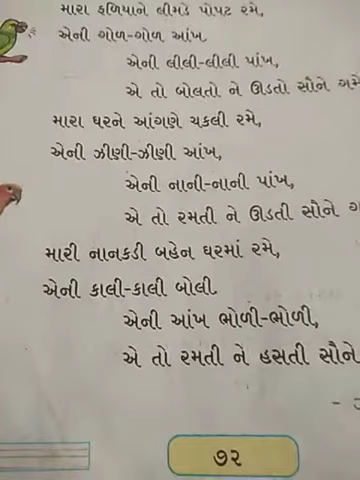 મારા ફળિયાને લીમડે પોપટ રમે,
એની ગોળ-ગોળ આંખ.
એની લીલી-લીલી પાંખ,
એ તો બોલતો ને ઊડતો સૌને ગમે
મારા ઘરને આંગણે ચકલી રમે,
એની ઝીણી-ઝીણી આંખ,
એની નાની-નાની પાંખ,
એ તો રમતી ને ઊડતી સૌને
મારી નાનકડી બહેન ઘરમાં રમે,
એની કાલી-કાલી બોલી.
એની આંખ ભોળી-ભોળી,
એ તો રમતી ને હસતી સૌને
૭૨